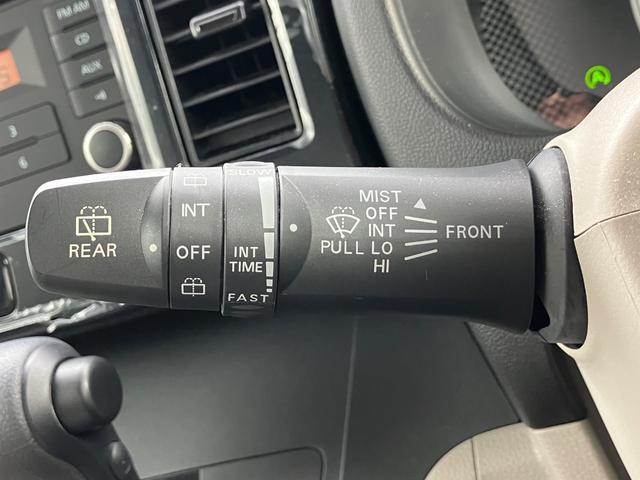 FM AM
CD
AUX
3
6
REAR
INT
OFF
SLOW
INT
TIME
FAST
MIST
OFF
INT
PULL LO
HI
FRONT